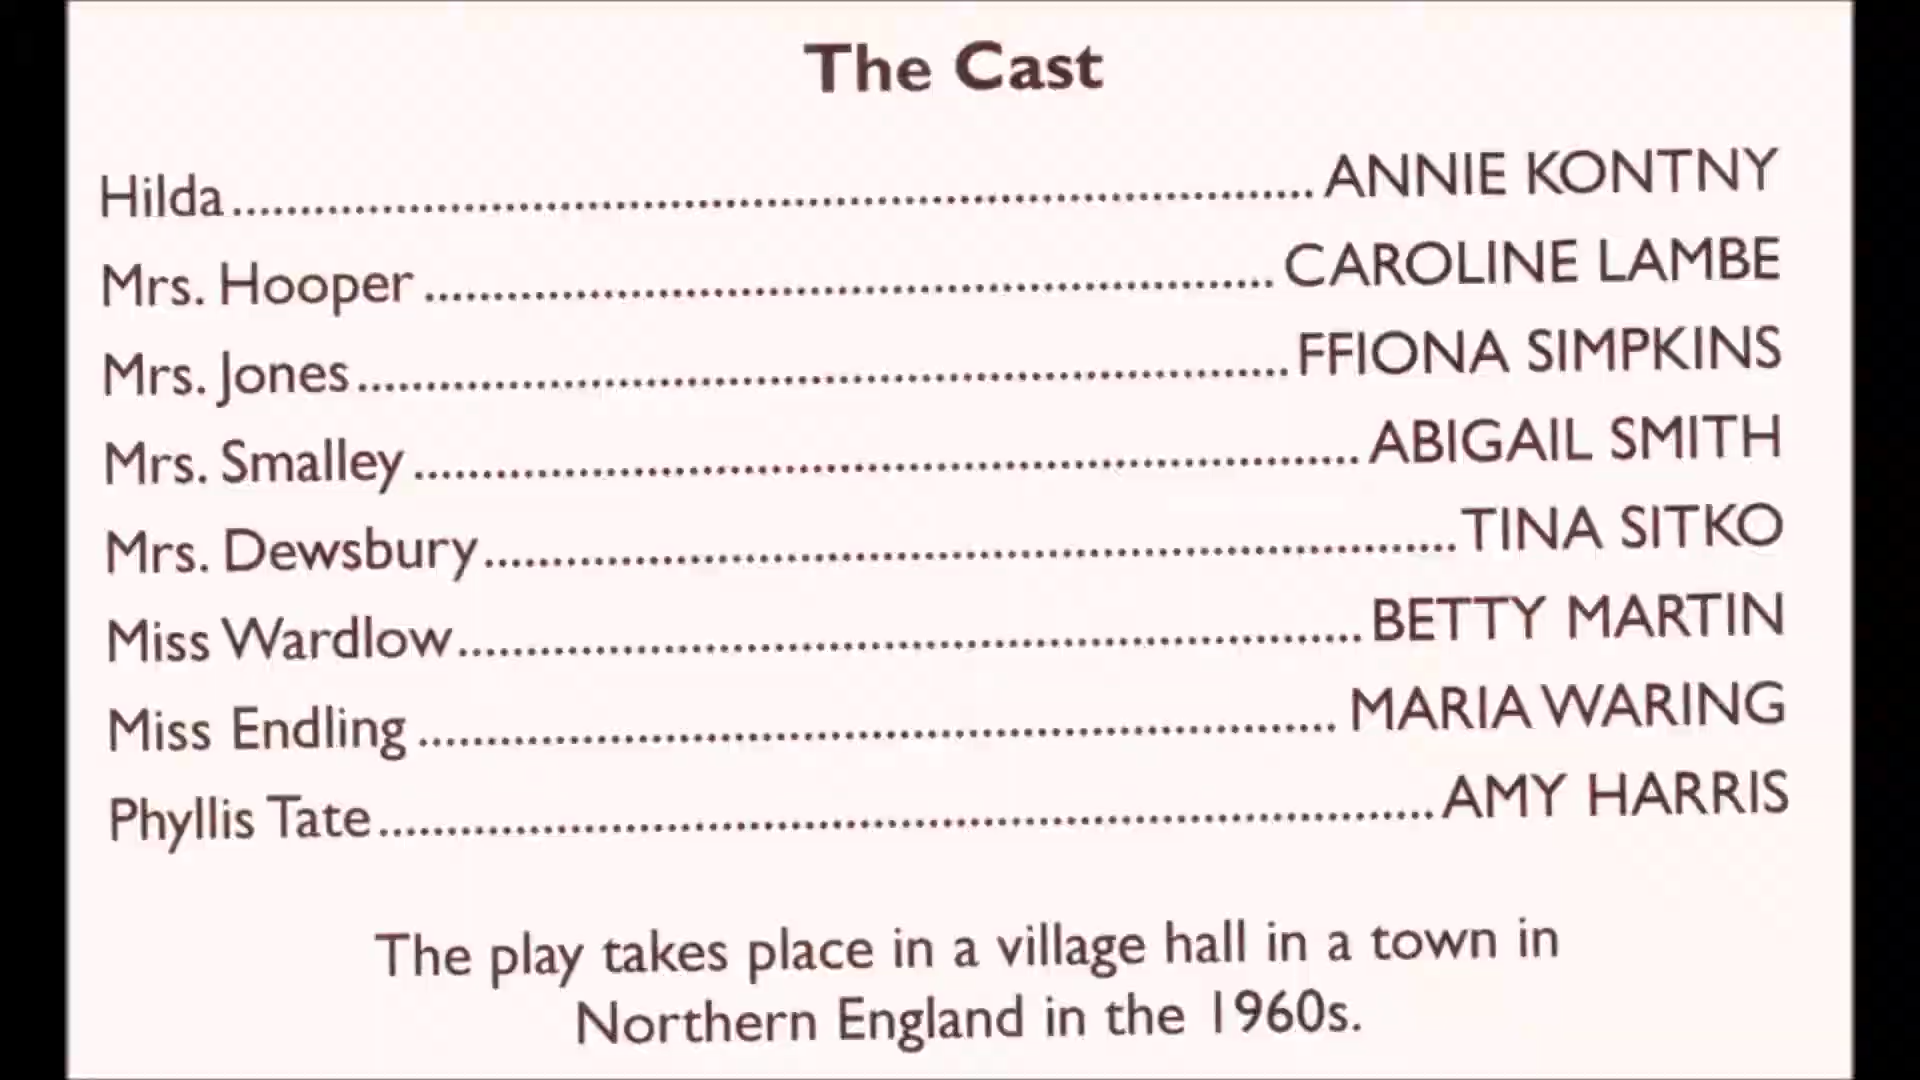 The Cast
Hilda................................................................................ ANNIE KONTNY
Mrs. Hooper ............................................................... CAROLINE LAMBE
Mrs. Jones..................................................................... FFIONA SIMPKINS
Mrs. Smalley ...................................................................... ABIGAIL SMITH
Mrs. Dewsbury........................................................................ TINA SITKO
Miss Wardlow................................................................... BETTY MARTIN
Miss Endling .................................................................... MARIA WARING
Phyllis Tate.............................................................................. AMY HARRIS
The play takes place in a village hall in a town in
Northern England in the 1960s.